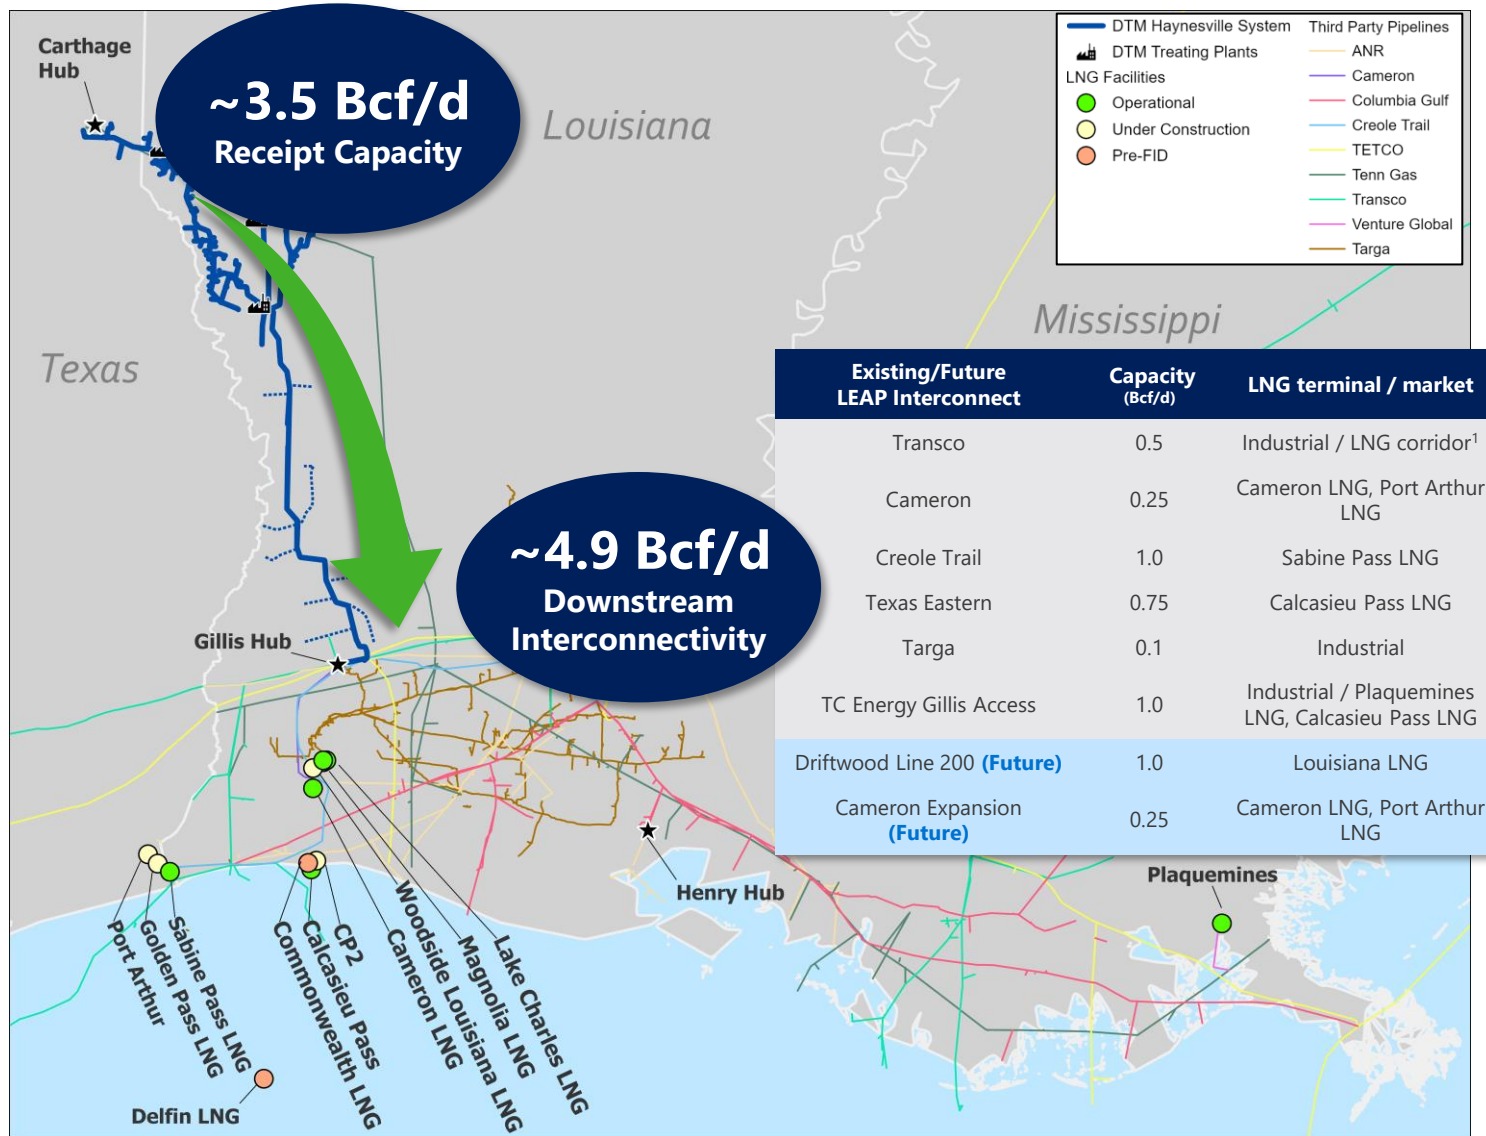 Carthage
Hub
~3.5 Bcf/d
Receipt Capacity
Louisiana
DTM Haynesville System
DTM Treating Plants
LNG Facilities
Operational
Under Construction
Pre-FID
Third Party Pipelines
ANR
Cameron
Columbia Gulf
Creole Trail
TETCO
Tenn Gas
Transco
Venture Global
Targa
Texas
Mississippi
Existing/Future
LEAP Interconnect
Capacity
(Bcf/d)
LNG terminal / market
Transco 0.5 Industrial / LNG corridor1
Cameron 0.25 Cameron LNG, Port Arthur
LNG
Creole Trail 1.0 Sabine Pass LNG
Texas Eastern 0.75 Calcasieu Pass LNG
Targa 0.1 Industrial
TC Energy Gillis Access 1.0 Industrial / Plaquemines
LNG, Calcasieu Pass LNG
Driftwood Line 200 (Future) 1.0 Louisiana LNG
Cameron Expansion
(Future) 0.25 Cameron LNG, Port Arthur
LNG
~4.9 Bcf/d
Downstream
Interconnectivity
Gillis Hub
Henry Hub
Plaquemines
Port Arthur
Golden Pass LNG
Sabine Pass LNG
Commonwealth LNG
Calcasieu Pass
CP2
Cameron LNG
Woodside Louisiana LNG
Magnolia LNG
Lake Charles LNG
Delfin LNG